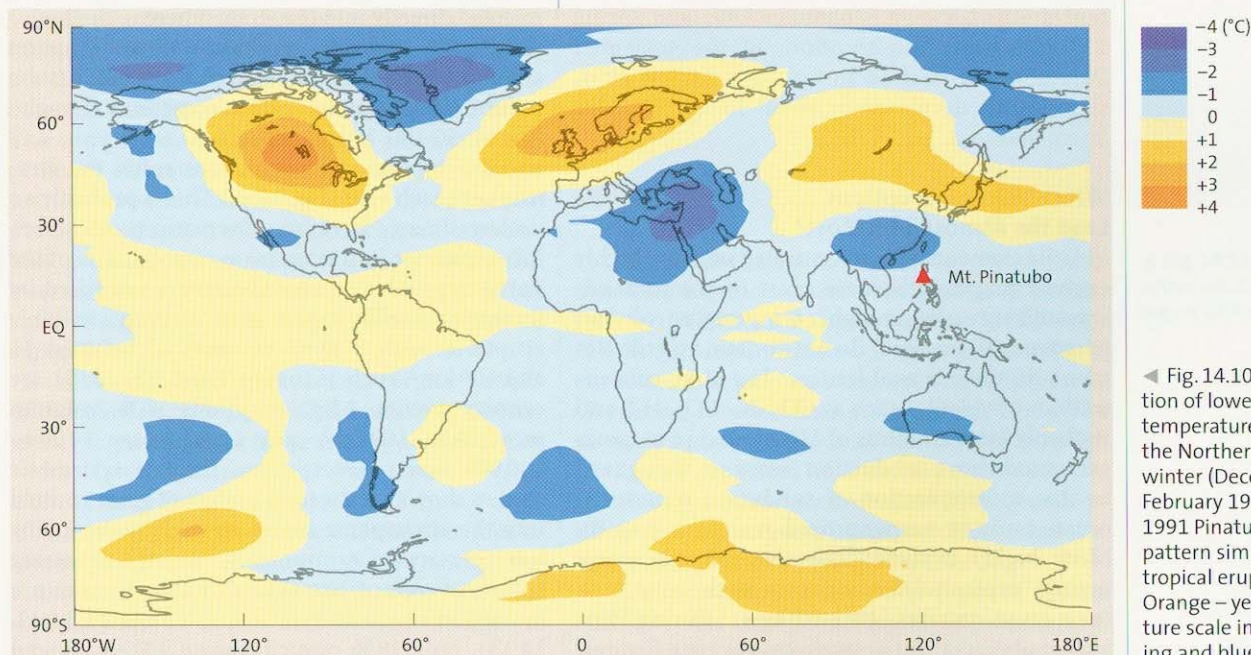 90°N
60°
30°
EQ
30°
60°
90°S
180°W
120°
60°
0
60°
120°
180°E
Mt. Pinatubo
−4 (°C)
−3
−2
−1
0
+1
+2
+3
+4
◀ Fig. 14.10
tion of lowe
temperature
the Norther
winter (Dece
February 19
1991 Pinatu
pattern sim
tropical erup
Orange – ye
ture scale in
ing and blue